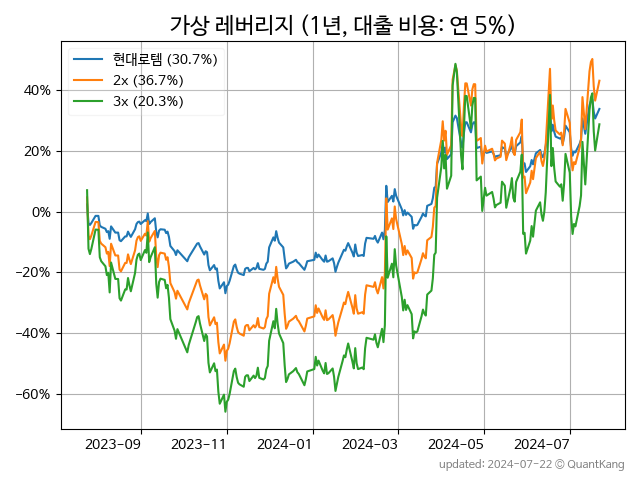 가상 레버리지 (1년, 대출 비용: 연 5%)
현대로템 (30.7%)
2x (36.7%)
3x (20.3%)
40%
20%
0%
−20%
−40%
−60%
2023-09
2023-11
2024-01
2024-03
2024-05
2024-07
updated: 2024-07-22 © QuantKang